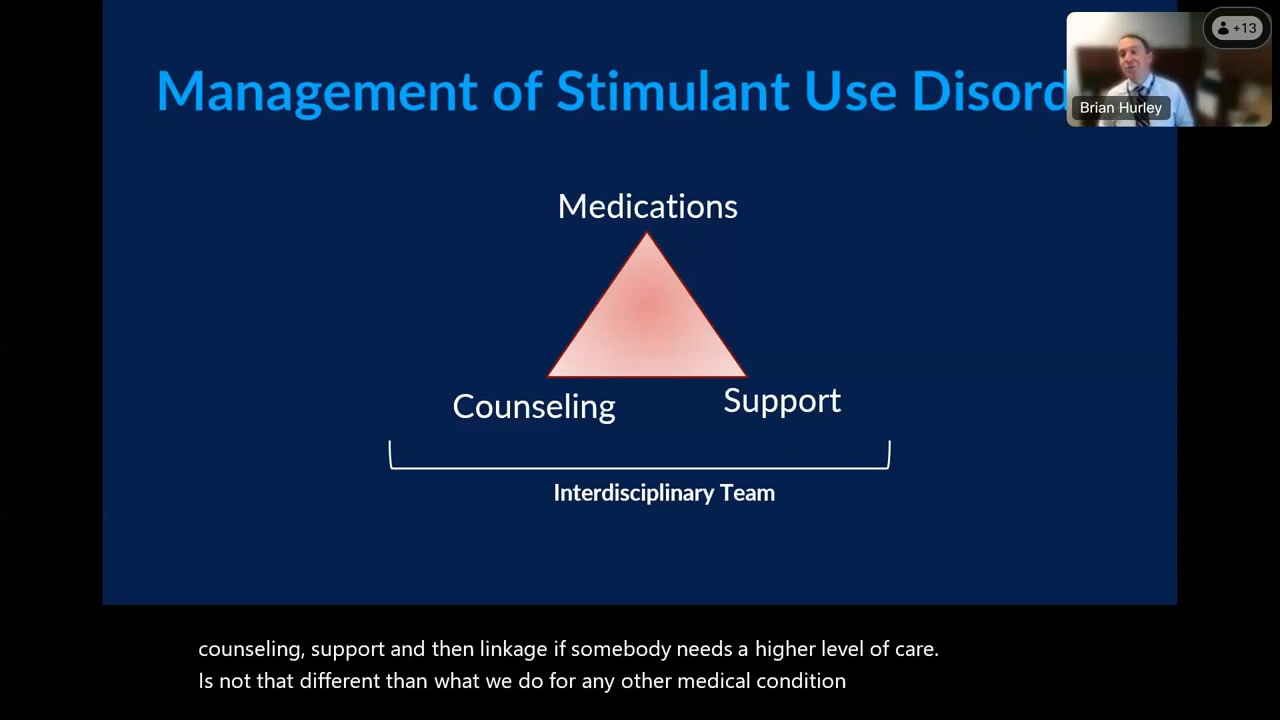 Management of Stimulant Use Disord
+13
Brian Hurley
Medications
Counseling
Support
Interdisciplinary Team
counseling, support and then linkage if somebody needs a higher level of care.
Is not that different than what we do for any other medical condition